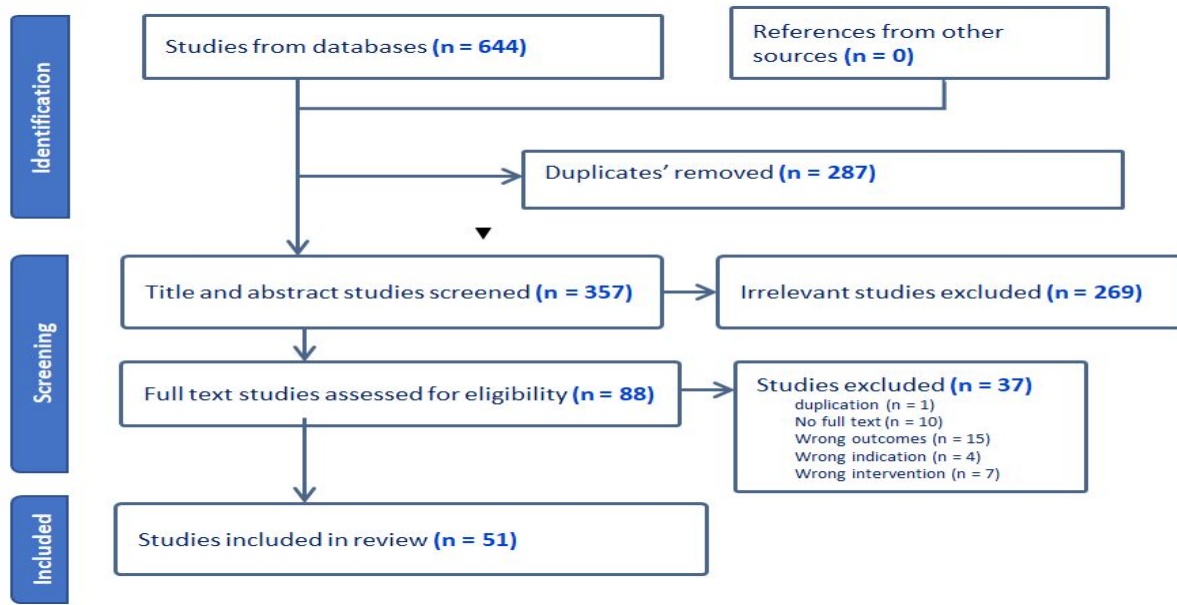 Identification
Studies from databases (n = 644)
References from other
sources (n = 0)
Duplicates’ removed (n = 287)
Screening
Title and abstract studies screened (n = 357)
Irrelevant studies excluded (n = 269)
Full text studies assessed for eligibility (n = 88)
Studies excluded (n = 37)
duplication (n = 1)
No full text (n = 10)
Wrong outcomes (n = 15)
Wrong indication (n = 4)
Wrong intervention (n = 7)
Included
Studies included in review (n = 51)